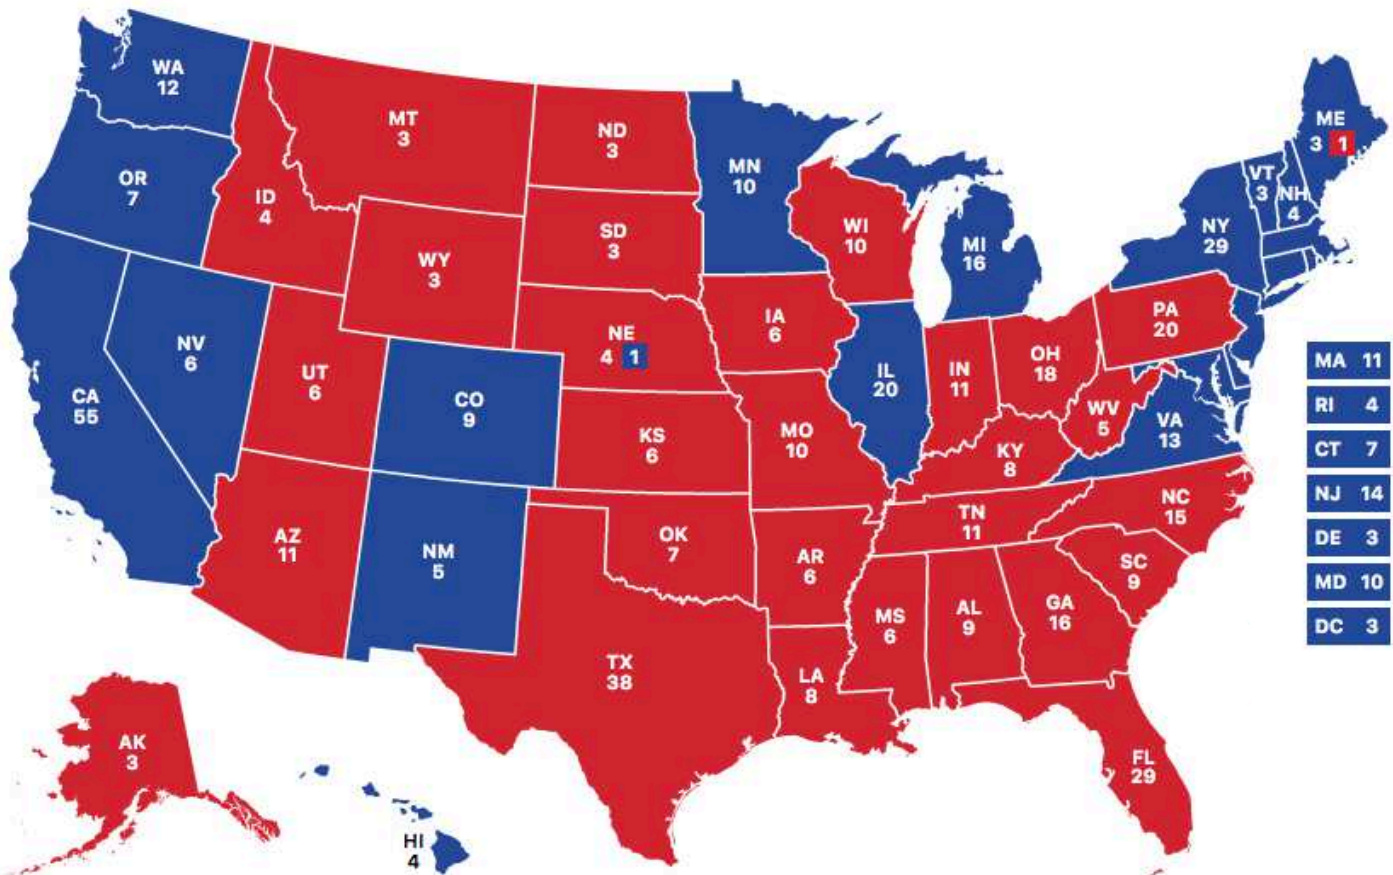 WA
12
OR
7
CA
55
NV
6
ID
4
MT
3
WY
3
UT
6
AZ
11
CO
9
NM
5
ND
3
SD
3
NE
4 1
KS
6
OK
7
TX
38
MN
10
IA
6
MO
10
AR
6
LA
8
WI
10
IL
20
MI
16
IN
11
OH
18
KY
8
TN
11
MS
6
AL
9
GA
16
FL
29
SC
9
NC
15
VA
13
WV
5
PA
20
NY
29
VT
3
NH
4
ME
3 1
MA 11
RI 4
CT 7
NJ 14
DE 3
MD 10
DC 3
AK
3
HI
4